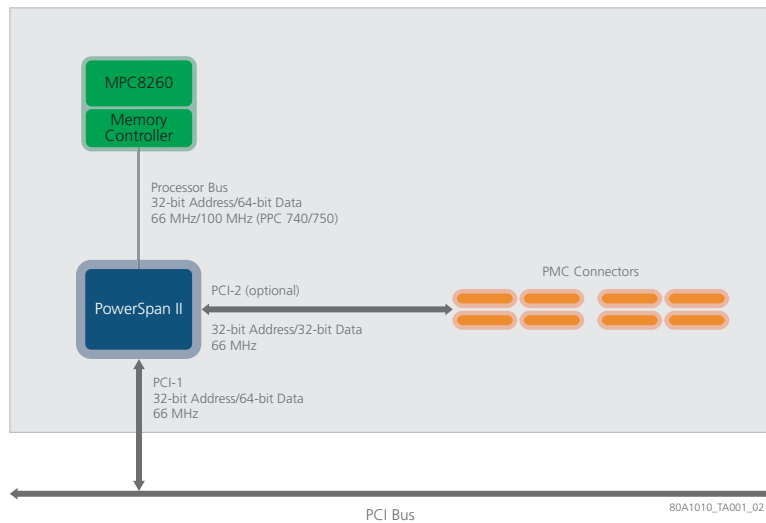 MPC8260
Memory
Controller
Processor Bus
32-bit Address/64-bit Data
66 MHz/100 MHz (PPC 740/750)
PowerSpan II
PCI-2 (optional)
32-bit Address/32-bit Data
66 MHz
PMC Connectors
PCI-1
32-bit Address/64-bit Data
66 MHz
PCI Bus
80A1010_TA001_02